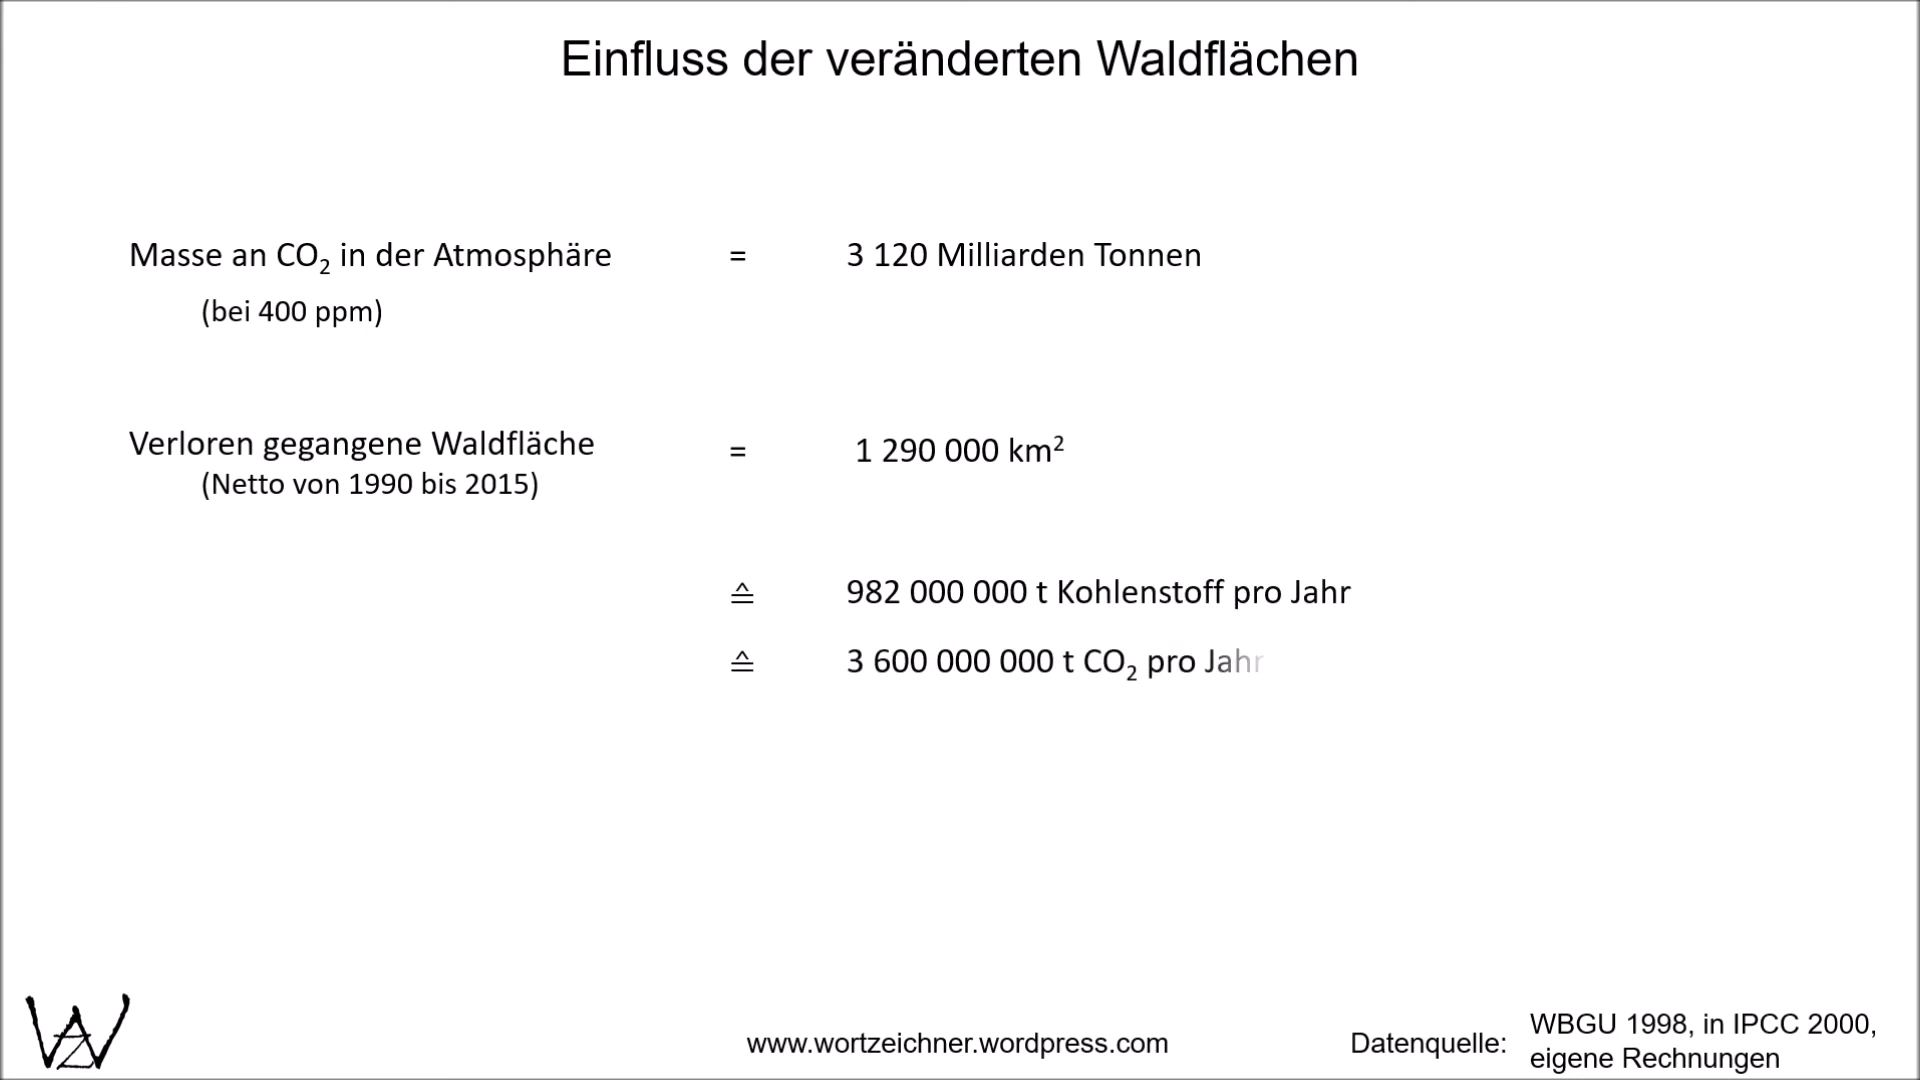 Einfluss der veränderten Waldflächen
Masse an CO₂ in der Atmosphäre = 3 120 Milliarden Tonnen
(bei 400 ppm)
Verloren gegangene Waldfläche = 1 290 000 km²
(Netto von 1990 bis 2015)
≙ 982 000 000 t Kohlenstoff pro Jahr
≙ 3 600 000 000 t CO₂ pro Jahr
www.wortzeichner.wordpress.com
Datenquelle: WBGU 1998, in IPCC 2000,
eigene Rechnungen